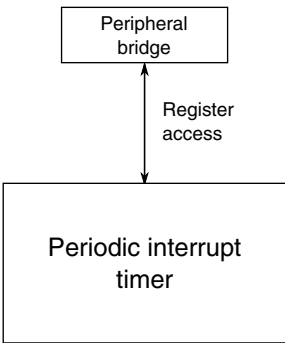 Peripheral
bridge
Register
access
Periodic interrupt
timer